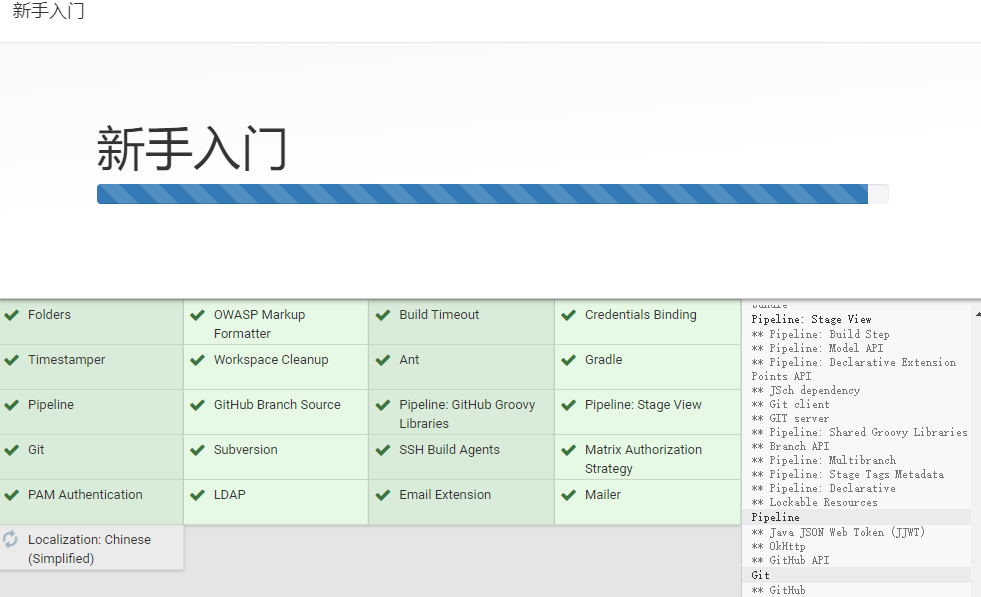 新手入门
新手入门
Folders
OWASP Markup
Formatter
Build Timeout
Credentials Binding
Timestamper
Workspace Cleanup
Ant
Gradle
Pipeline
GitHub Branch Source
Pipeline: GitHub Groovy
Libraries
Pipeline: Stage View
Git
Subversion
SSH Build Agents
Matrix Authorization
Strategy
PAM Authentication
LDAP
Email Extension
Mailer
Localization: Chinese
(Simplified)
bundle
Pipeline: Stage View
** Pipeline: Build Step
** Pipeline: Model API
** Pipeline: Declarative Extension
Points API
** JSch dependency
** Git client
** GIT server
** Pipeline: Shared Groovy Libraries
** Branch API
** Pipeline: Multibranch
** Pipeline: Stage Tags Metadata
** Pipeline: Declarative
** Lockable Resources
Pipeline
** Java JSON Web Token (JJWT)
** OkHttp
** GitHub API
Git
** GitHub